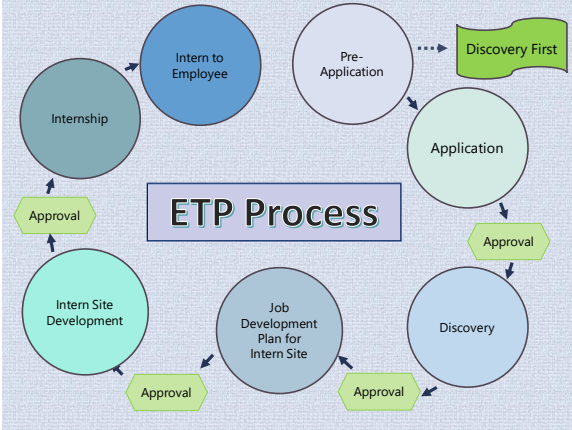 Intern to
Employee
Pre-
Application
Discovery First
Internship
Application
ETP Process
Approval
Approval
Intern Site
Development
Job
Development
Plan for
Intern Site
Discovery
Approval
Approval